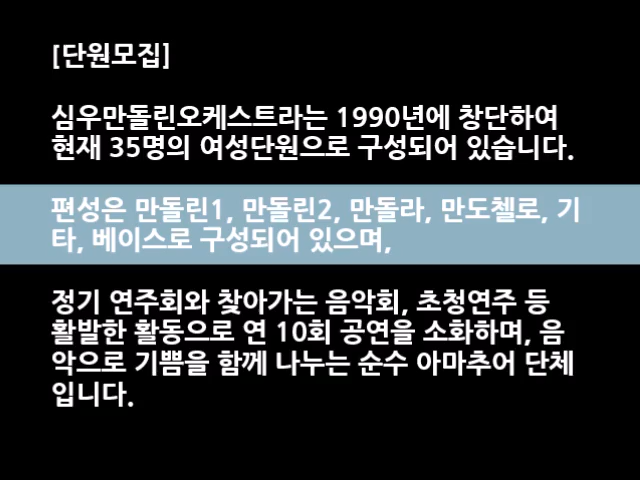 [단원모집]
심우만돌린오케스트라는 1990년에 창단하여
현재 35명의 여성단원으로 구성되어 있습니다.
편성은 만돌린1, 만돌린2, 만돌라, 만도첼로, 기
타, 베이스로 구성되어 있으며,
정기 연주회와 찾아가는 음악회, 초청연주 등
활발한 활동으로 연 10회 공연을 소화하며, 음
악으로 기쁨을 함께 나누는 순수 아마추어 단체
입니다.